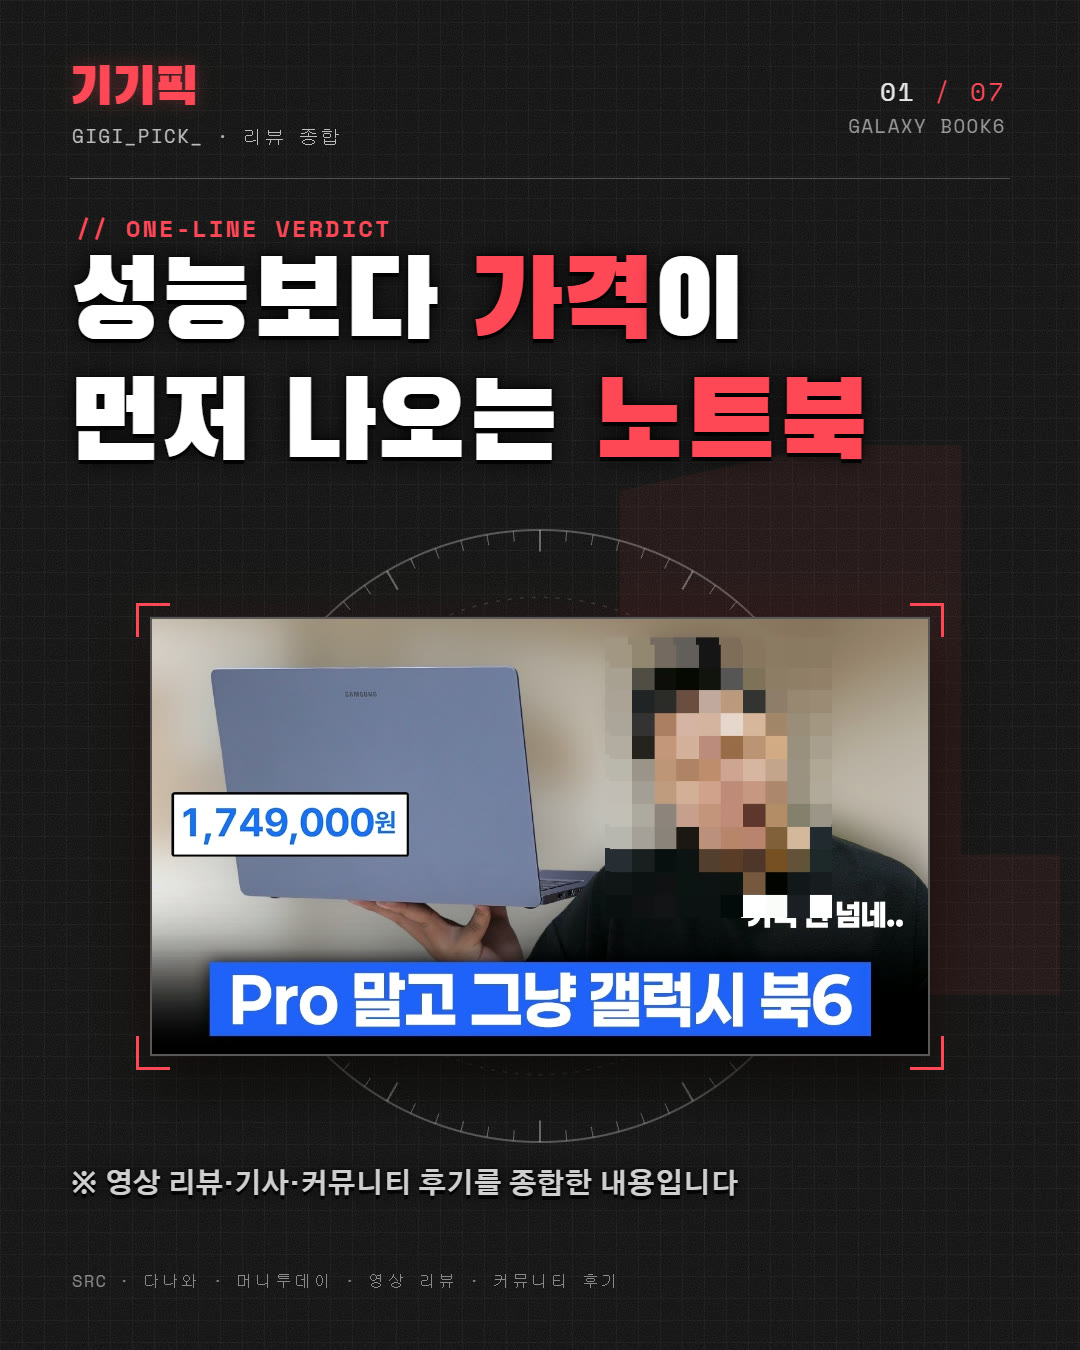 기기픽
GIGI_PICK_ · 리뷰 종합
01 / 07
GALAXY BOOK6
// ONE-LINE VERDICT
성능보다 가격이
먼저 나오는 노트북
SAMSUNG
1,749,000원
넘네..
Pro 말고 그냥 갤럭시 북6
※ 영상 리뷰·기사·커뮤니티 후기를 종합한 내용입니다
SRC · 다나와 · 머니투데이 · 영상 리뷰 · 커뮤니티 후기